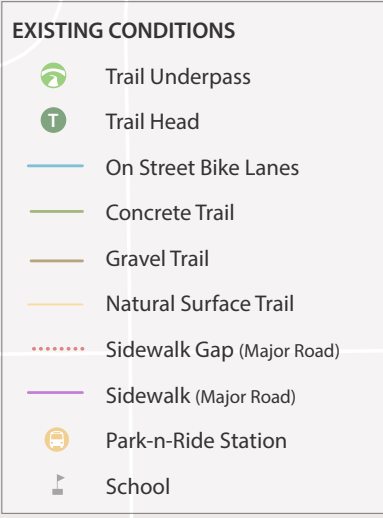 EXISTING CONDITIONS
Trail Underpass
T Trail Head
On Street Bike Lanes
Concrete Trail
Gravel Trail
Natural Surface Trail
Sidewalk Gap (Major Road)
Sidewalk (Major Road)
Park-n-Ride Station
School